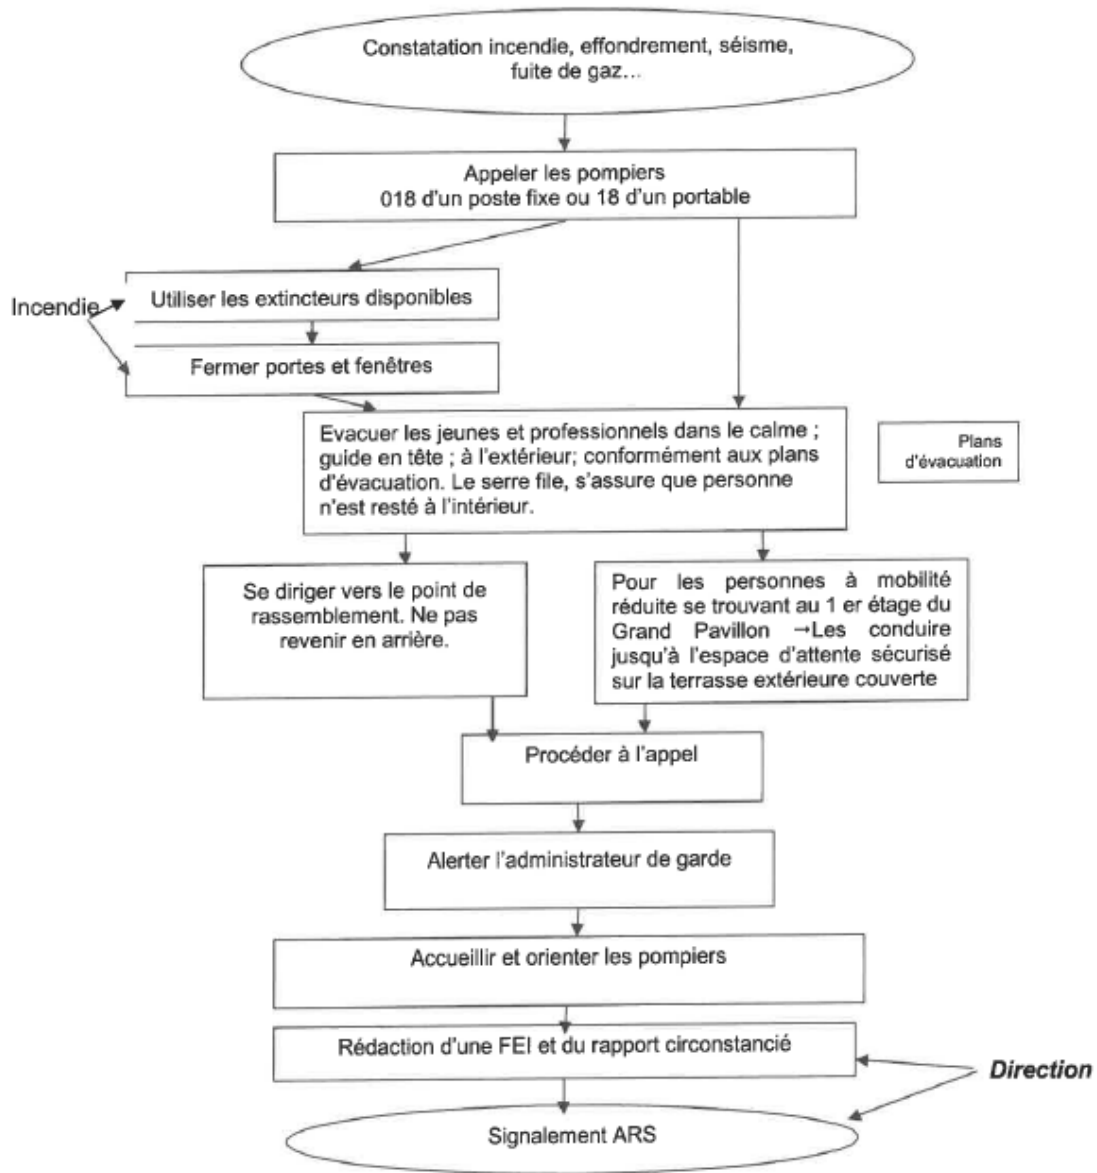 Constatation incendie, effondrement, séisme,
fuite de gaz…
Appeler les pompiers
018 d'un poste fixe ou 18 d'un portable
Incendie
Utiliser les extincteurs disponibles
Fermer portes et fenêtres
Evacuer les jeunes et professionnels dans le calme ;
guide en tête ; à l'extérieur; conformément aux plans
d'évacuation. Le serre file, s'assure que personne
n'est resté à l'intérieur.
Plans
d'évacuation
Se diriger vers le point de
rassemblement. Ne pas
revenir en arrière.
Pour les personnes à mobilité
réduite se trouvant au 1 er étage du
Grand Pavillon →Les conduire
jusqu'à l'espace d'attente sécurisé
sur la terrasse extérieure couverte
Procéder à l'appel
Alerter l'administrateur de garde
Accueillir et orienter les pompiers
Rédaction d'une FEI et du rapport circonstancié
Direction
Signalement ARS